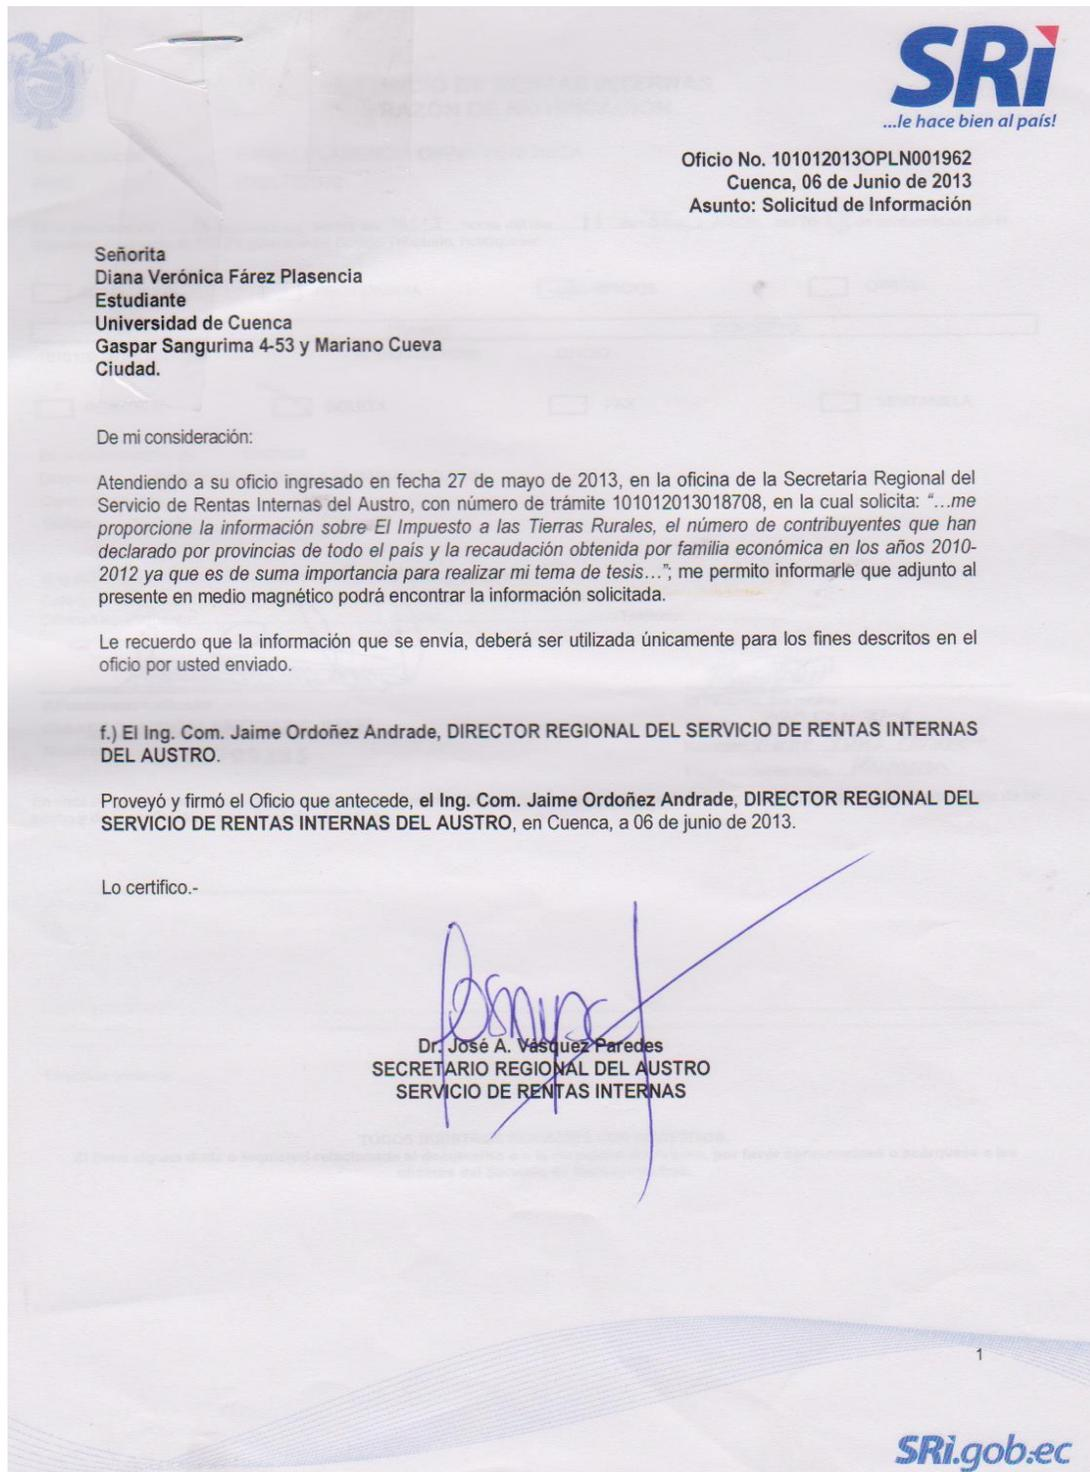 SRi
...le hace bien al país!
Oficio No. 101012013OPLN001962
Cuenca, 06 de Junio de 2013
Asunto: Solicitud de Información
Señorita
Diana Verónica Fárez Plasencia
Estudiante
Universidad de Cuenca
Gaspar Sangurima 4-53 y Mariano Cueva
Ciudad.
De mi consideración:
Atendiendo a su oficio ingresado en fecha 27 de mayo de 2013, en la oficina de la Secretaría Regional del
Servicio de Rentas Internas del Austro, con número de trámite 101012013018708, en la cual solicita: “…me
proporcione la información sobre El Impuesto a las Tierras Rurales, el número de contribuyentes que han
declarado por provincias de todo el país y la recaudación obtenida por familia económica en los años 2010-
2012 ya que es de suma importancia para realizar mi tema de tesis…”; me permito informarle que adjunto al
presente en medio magnético podrá encontrar la información solicitada.
Le recuerdo que la información que se envía, deberá ser utilizada únicamente para los fines descritos en el
oficio por usted enviado.
f.) El Ing. Com. Jaime Ordoñez Andrade, DIRECTOR REGIONAL DEL SERVICIO DE RENTAS INTERNAS
DEL AUSTRO.
Proveyó y firmó el Oficio que antecede, el Ing. Com. Jaime Ordoñez Andrade, DIRECTOR REGIONAL DEL
SERVICIO DE RENTAS INTERNAS DEL AUSTRO, en Cuenca, a 06 de junio de 2013.
Lo certifico.-
Dr. José A. Vásquez Paredes
SECRETARIO REGIONAL DEL AUSTRO
SERVICIO DE RENTAS INTERNAS
1
SRi.gob.ec